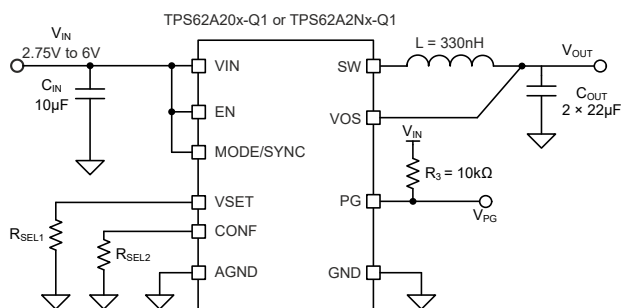 TPS62A20x-Q1 or TPS62A2Nx-Q1
VIN
2.75V to 6V
CIN
10µF
VIN
EN
MODE/SYNC
VSET
CONF
AGND
RSEL1
RSEL2
SW
VOS
PG
GND
L = 330nH
VOUT
COUT
2 × 22µF
VIN
R3 = 10kΩ
VPG